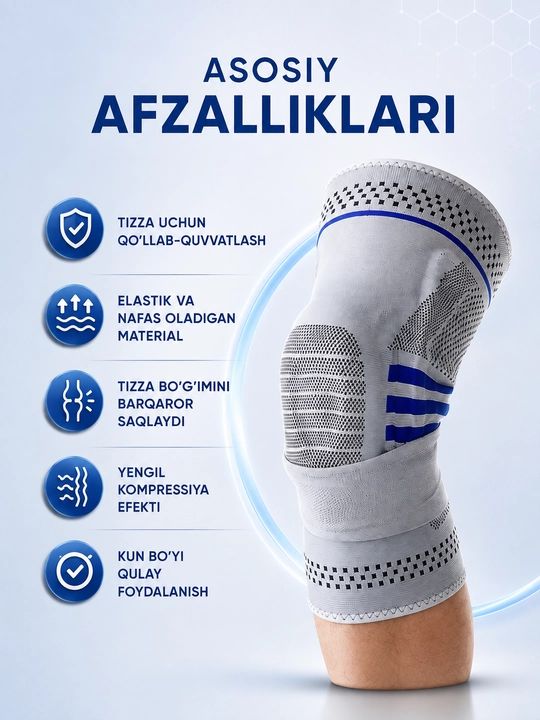 ASOSIY
AFZALLIKLARI
TIZZA UCHUN
QO‘LLAB-QUVVATLASH
ELASTIK VA
NAFAS OLADIGAN
MATERIAL
TIZZA BO‘G‘IMINI
BARQAROR
SAQLAYDI
YENGIL
KOMPRESSIYA
EFEKTI
KUN BO‘YI
QULAY
FOYDALANISH